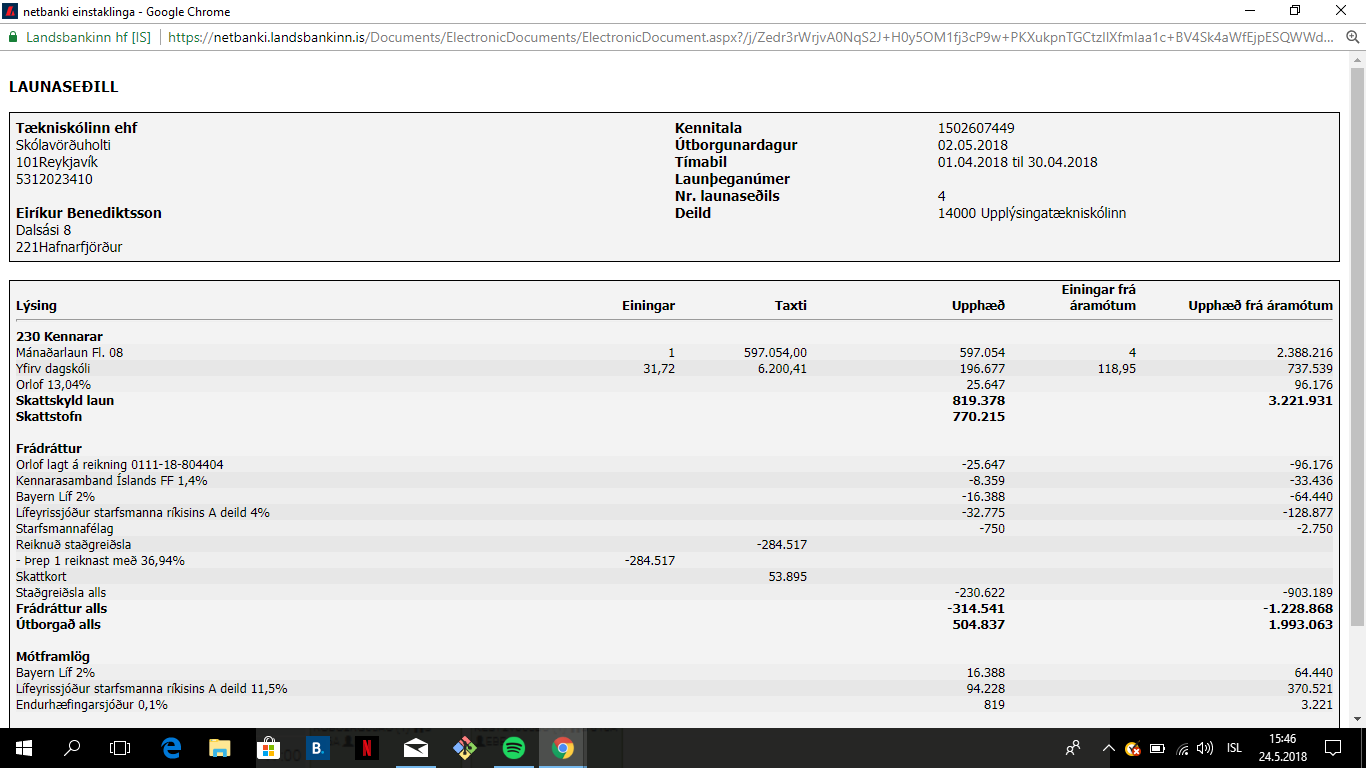 netbanki einstaklinga - Google Chrome
Landsbankinn hf [IS] https://netbanki.landsbankinn.is/Documents/ElectronicDocuments/ElectronicDocument.aspx?/j/Zedr3rWrjvA0NqS2J+H0y5OM1fj3cP9w+PKXukpnTGCtzlIXfmIaa1c+BV4Sk4aWfEjpESQWWd...
LAUNASEÐILL
Tækniskólinn ehf Kennitala 1502607449
Skólavörðuholti Útborgunardagur 02.05.2018
101Reykjavík Tímabil 01.04.2018 til 30.04.2018
5312023410 Launþeganúmer
Nr. launaseðils 4
Eiríkur Benediktsson Deild 14000 Upplýsingatækniskólinn
Dalsási 8
221Hafnarfjörður
Einingar frá
Lýsing Einingar Taxti Upphæð áramótum Upphæð frá áramótum
230 Kennarar
Mánaðarlaun Fl. 08 1 597.054,00 597.054 4 2.388.216
Yfirv dagskóli 31,72 6.200,41 196.677 118,95 737.539
Orlof 13,04% 25.647 96.176
Skattskyld laun 819.378 3.221.931
Skattstofn 770.215
Frádráttur
Orlof lagt á reikning 0111-18-804404 -25.647 -96.176
Kennarasamband Íslands FF 1,4% -8.359 -33.436
Bayern Líf 2% -16.388 -64.440
Lífeyrissjóður starfsmanna ríkisins A deild 4% -32.775 -128.877
Starfsmannafélag -750 -2.750
Reiknuð staðgreiðsla -284.517
- Þrep 1 reiknast með 36,94% -284.517
Skattkort 53.895
Staðgreiðsla alls -230.622 -903.189
Frádráttur alls -314.541 -1.228.868
Útborgað alls 504.837 1.993.063
Mótframlög
Bayern Líf 2% 16.388 64.440
Lífeyrissjóður starfsmanna ríkisins A deild 11,5% 94.228 370.521
Endurhæfingarsjóður 0,1% 819 3.221
B. N ISL 15:46
24.5.2018